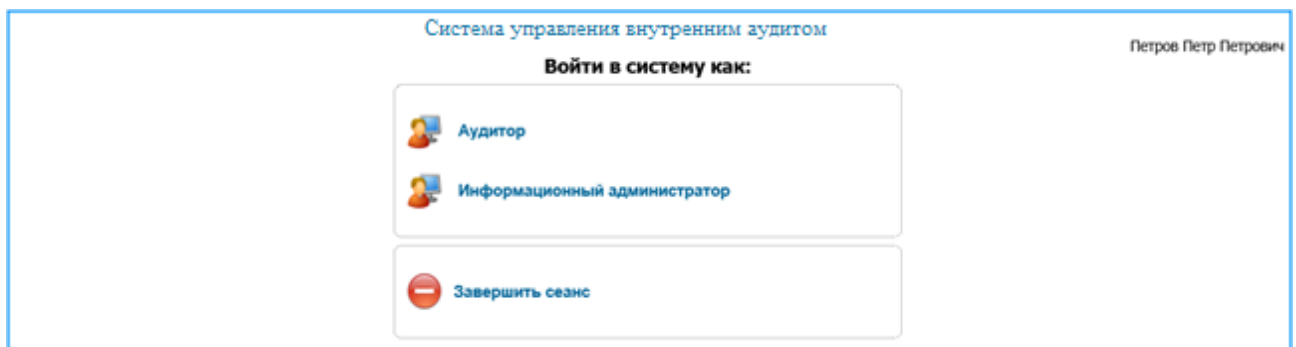 Система управления внутренним аудитом
Петров Петр Петрович
Войти в систему как:
Аудитор
Информационный администратор
Завершить сеанс